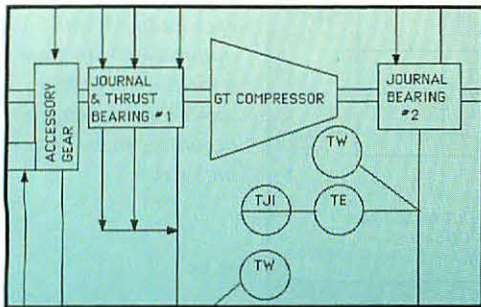 ACCESSORY
GEAR
JOURNAL
& THRUST
BEARING #1
GT COMPRESSOR
JOURNAL
BEARING
#2
TW
TJI
TE
TW